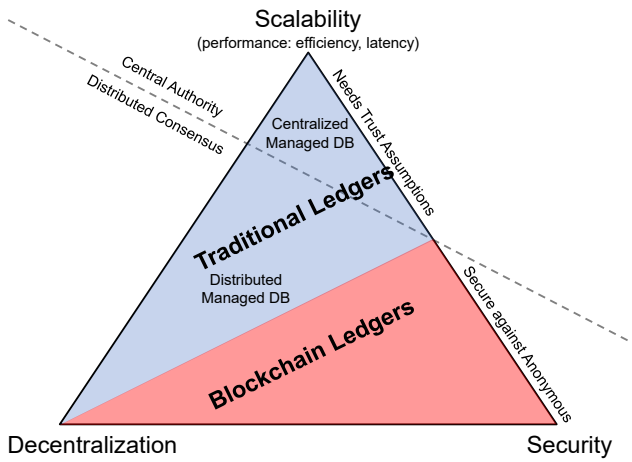 Scalability
(performance: efficiency, latency)
Central Authority
Distributed Consensus
Needs Trust Assumptions
Centralized
Managed DB
Traditional Ledgers
Distributed
Managed DB
Secure against Anonymous
Blockchain Ledgers
Decentralization
Security